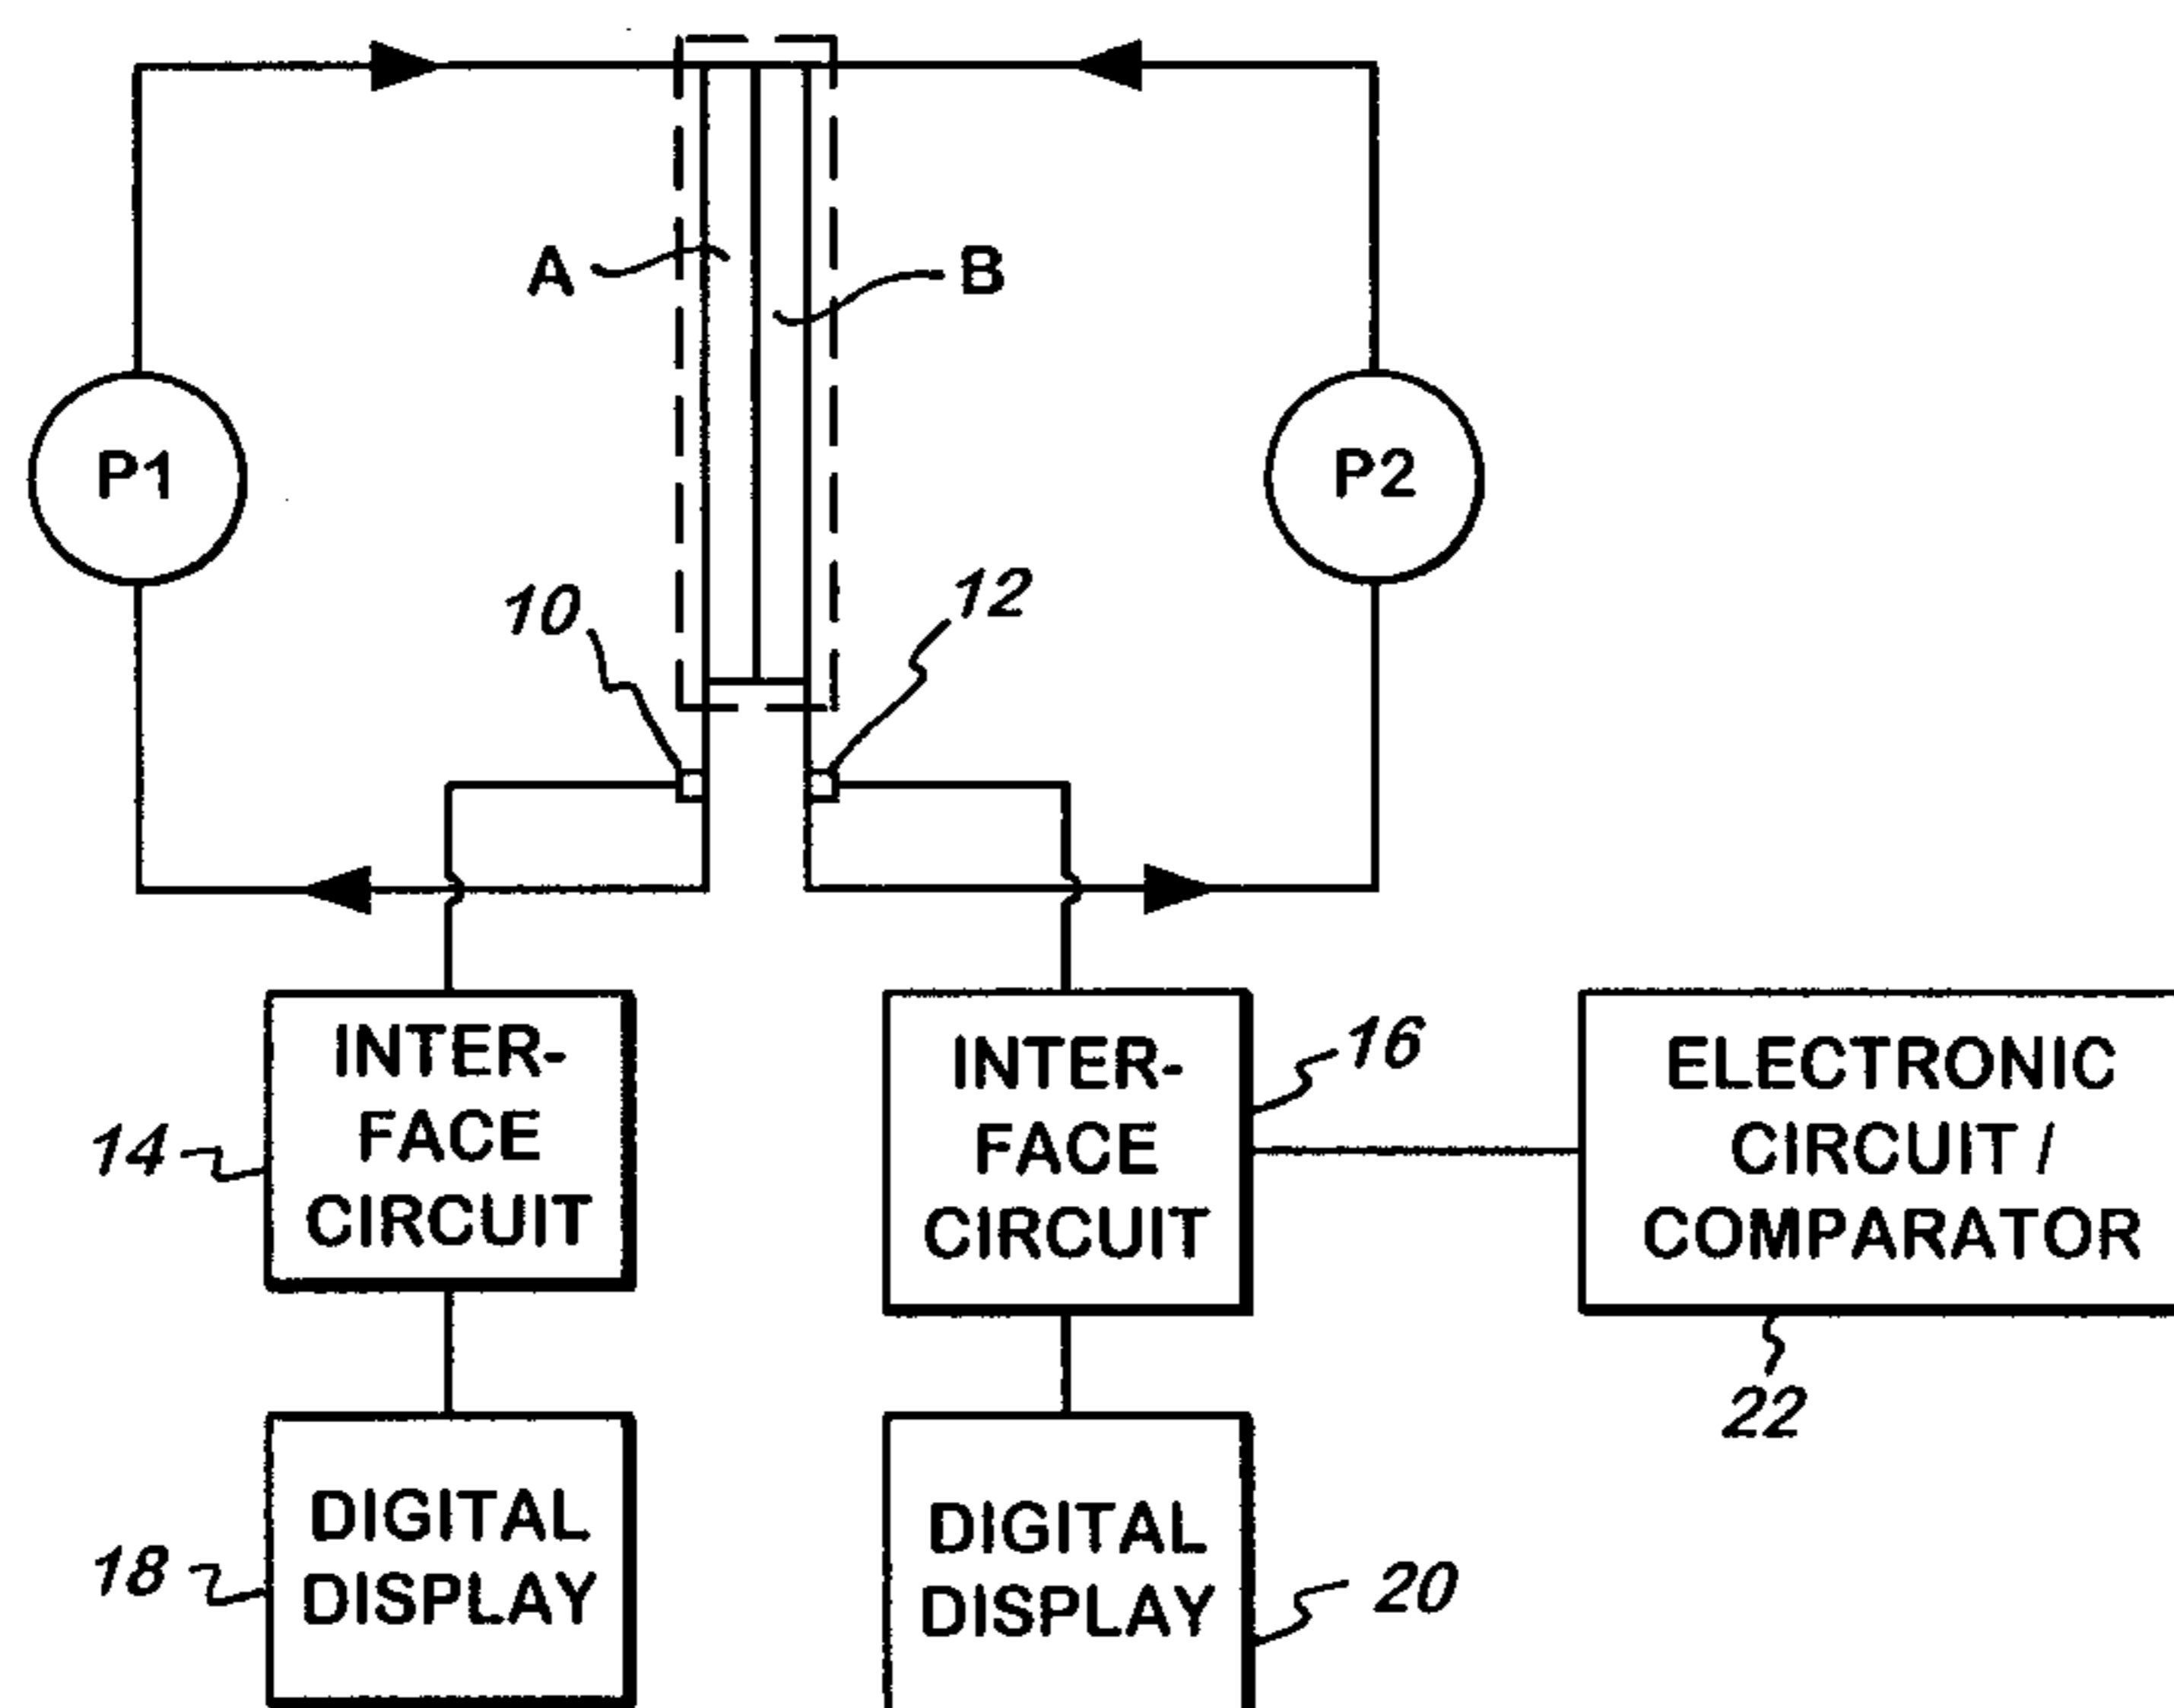 A
B
P1
P2
10
12
INTER-
FACE
CIRCUIT
14
INTER-
FACE
CIRCUIT
16
ELECTRONIC
CIRCUIT /
COMPARATOR
22
DIGITAL
DISPLAY
18
DIGITAL
DISPLAY
20